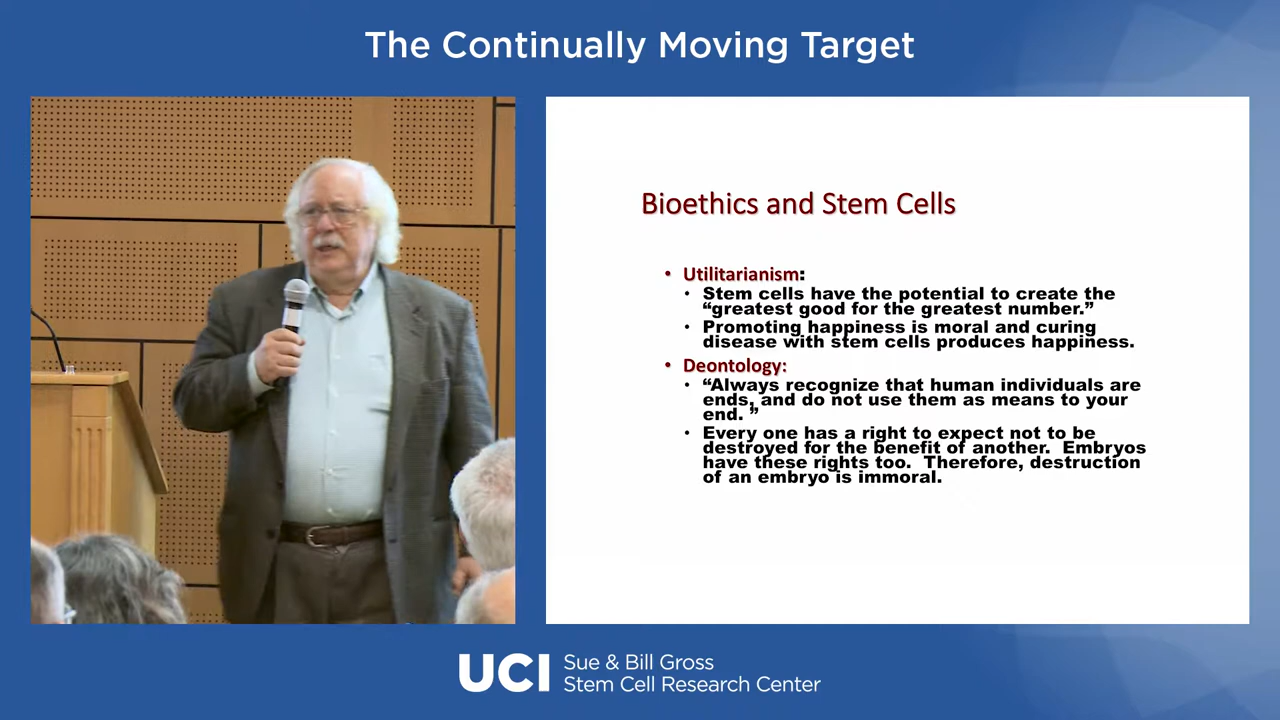 The Continually Moving Target
Bioethics and Stem Cells
• Utilitarianism:
• Stem cells have the potential to create the
“greatest good for the greatest number.”
• Promoting happiness is moral and curing
disease with stem cells produces happiness.
• Deontology:
• “Always recognize that human individuals are
ends, and do not use them as means to your
end. ”
• Every one has a right to expect not to be
destroyed for the benefit of another. Embryos
have these rights too. Therefore, destruction
of an embryo is immoral.
UCI
Sue & Bill Gross
Stem Cell Research Center